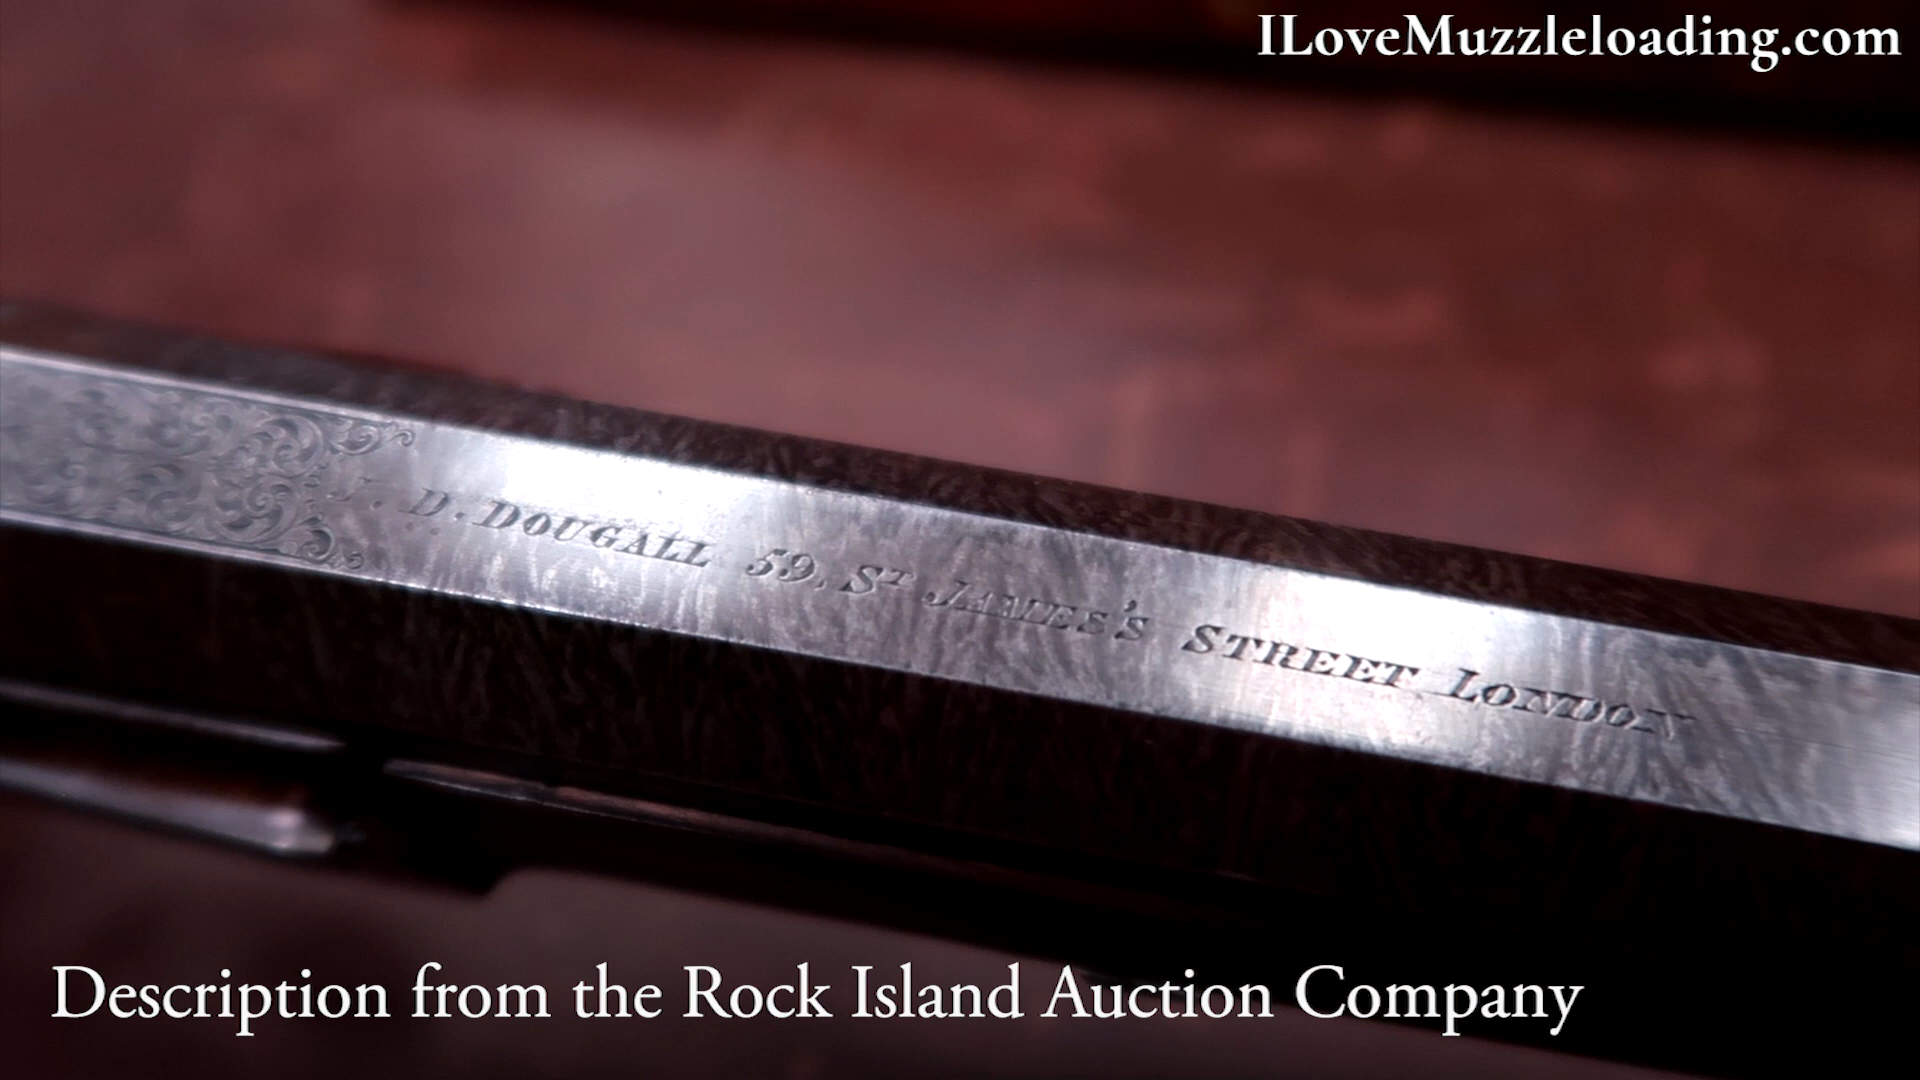 ILoveMuzzleloading.com
J. D. DOUGALL 59, ST JAMES'S STREET LONDON
Description from the Rock Island Auction Company